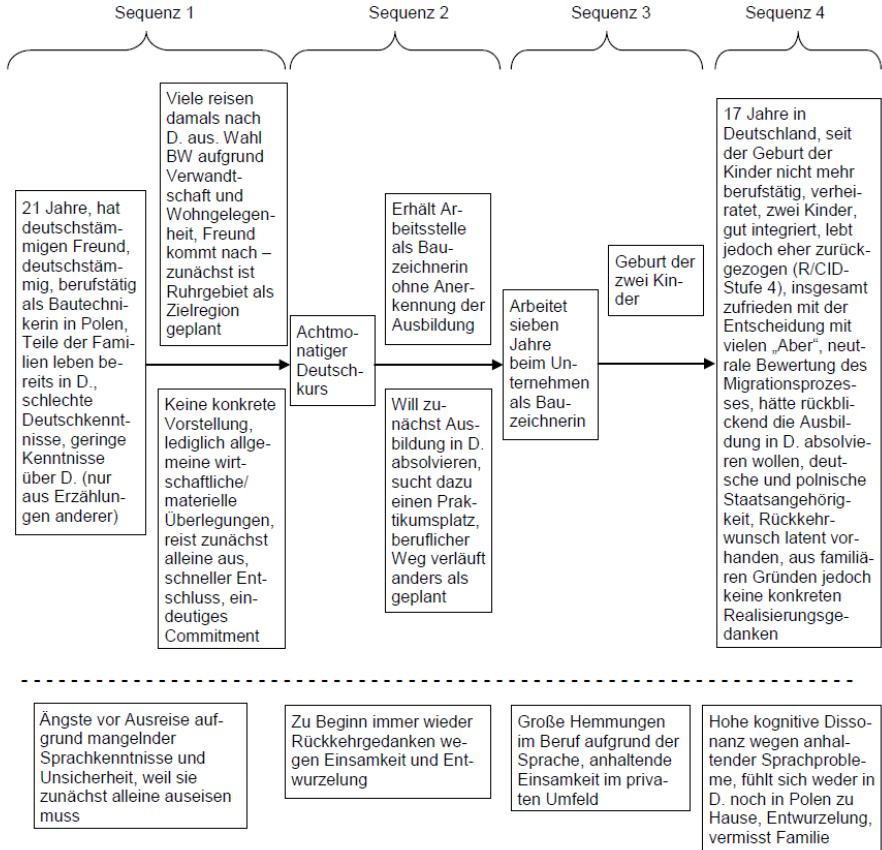 Sequenz 1
Sequenz 2
Sequenz 3
Sequenz 4
21 Jahre, hat
deutschstäm-
migen Freund,
deutschstäm-
mig, berufstätig
als Bautechnike-
rin in Polen,
Teile der Fami-
lien leben be-
reits in D.,
schlechte
Deutschkennt-
nisse, geringe
Kenntnisse
über D. (nur
aus Erzählun-
gen anderer)
Viele reisen
damals nach
D. aus. Wahl
BW aufgrund
Verwandt-
schaft und
Wohngelegen-
heit, Freund
kommt nach –
zunächst ist
Ruhrgebiet als
Zielregion
geplant
Keine konkrete
Vorstellung,
lediglich allge-
meine wirt-
schaftliche/
materielle
Überlegungen,
reist zunächst
alleine aus,
schneller Ent-
schluss, ein-
deutiges
Commitment
Achtmo-
natiger
Deutsch-
kurs
Erhält Ar-
beitsstelle
als Bau-
zeichnerin
ohne Aner-
kennung der
Ausbildung
Will zu-
nächst Aus-
bildung in D.
absolvieren,
sucht dazu
einen Prak-
tikumsplatz,
beruflicher
Weg verläuft
anders als
geplant
Arbeitet
sieben
Jahre
beim Un-
ternehmen
als Bau-
zeichnerin
Geburt der
zwei Kin-
der
17 Jahre in
Deutschland, seit
der Geburt der
Kinder nicht mehr
berufstätig, verhei-
ratet, zwei Kinder,
gut integriert, lebt
jedoch eher zurück-
gezogen (R/CID-
Stufe 4), insgesamt
zufrieden mit der
Entscheidung mit
vielen „Aber“, neut-
rale Bewertung des
Migrationsprozes-
ses, hätte rückbli-
ckend die Ausbil-
dung in D. absolvie-
ren wollen, deut-
sche und polnische
Staatsangehörig-
keit, Rückkehr-
wunsch latent vor-
handen, aus familiä-
ren Gründen jedoch
keine konkreten
Realisierungsge-
danken
Ängste vor Ausreise auf-
grund mangelnder
Sprachkenntnisse und
Unsicherheit, weil sie
zunächst alleine auseisen
muss
Zu Beginn immer wieder
Rückkehrgedanken we-
gen Einsamkeit und Ent-
wurzelung
Große Hemmungen
im Beruf aufgrund der
Sprache, anhaltende
Einsamkeit im priva-
ten Umfeld
Hohe kognitive Disso-
nanz wegen anhal-
tender Sprachproble-
me, fühlt sich weder in
D. noch in Polen zu
Hause, Entwurzelung,
vermisst Familie